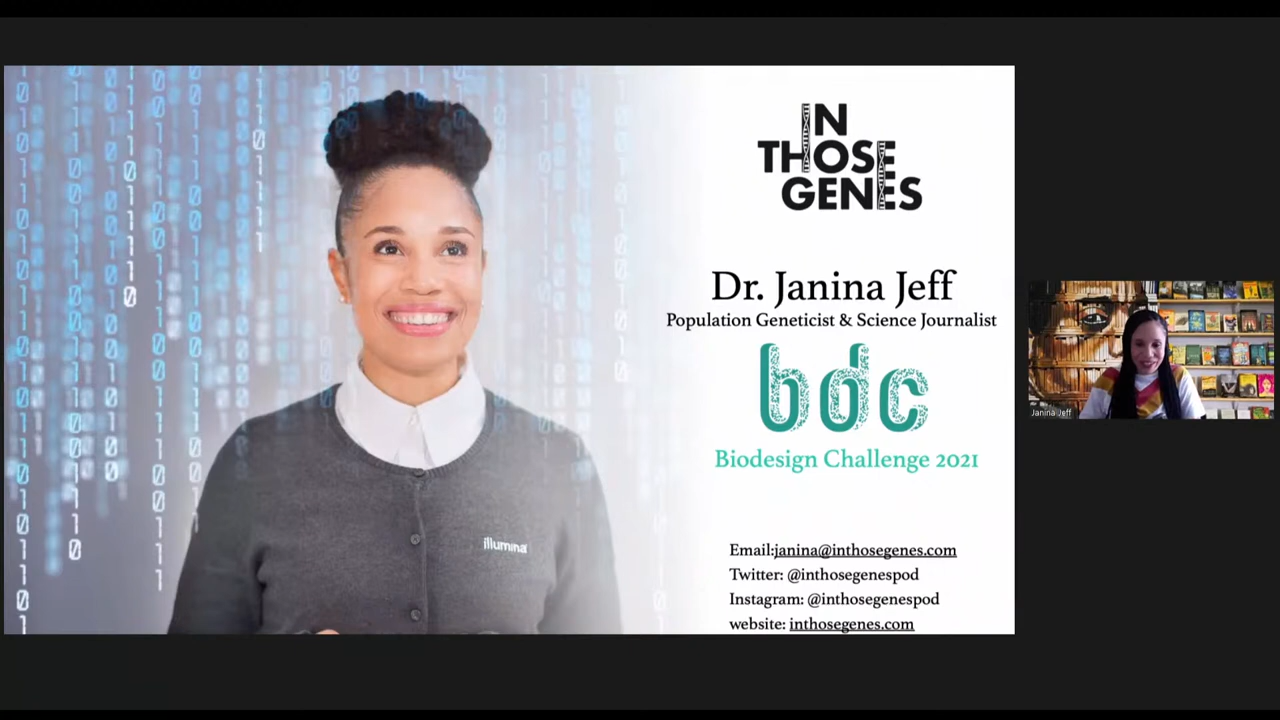 IN
THOSE
GENES
Dr. Janina Jeff
Population Geneticist & Science Journalist
bdc
Biodesign Challenge 2021
illumina
Email:janina@inthosegenes.com
Twitter: @inthosegenespod
Instagram: @inthosegenespod
website: inthosegenes.com
Janina Jeff